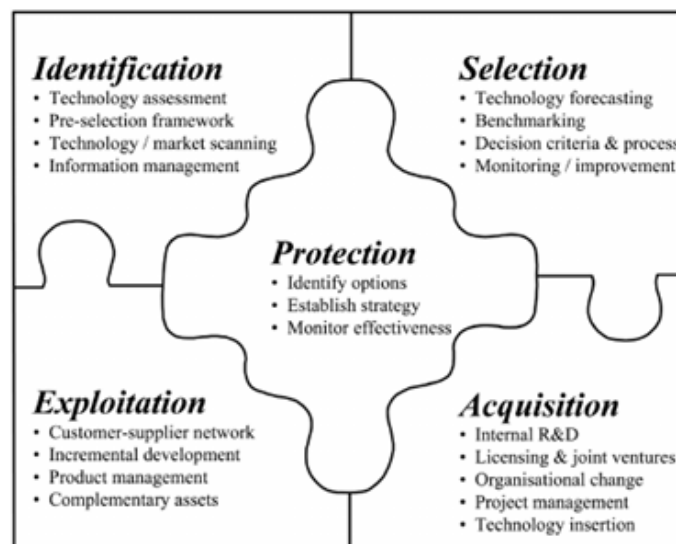 Identification
• Technology assessment
• Pre-selection framework
• Technology / market scanning
• Information management
Selection
• Technology forecasting
• Benchmarking
• Decision criteria & process
• Monitoring / improvement
Protection
• Identify options
• Establish strategy
• Monitor effectiveness
Exploitation
• Customer-supplier network
• Incremental development
• Product management
• Complementary assets
Acquisition
• Internal R&D
• Licensing & joint ventures
• Organisational change
• Project management
• Technology insertion